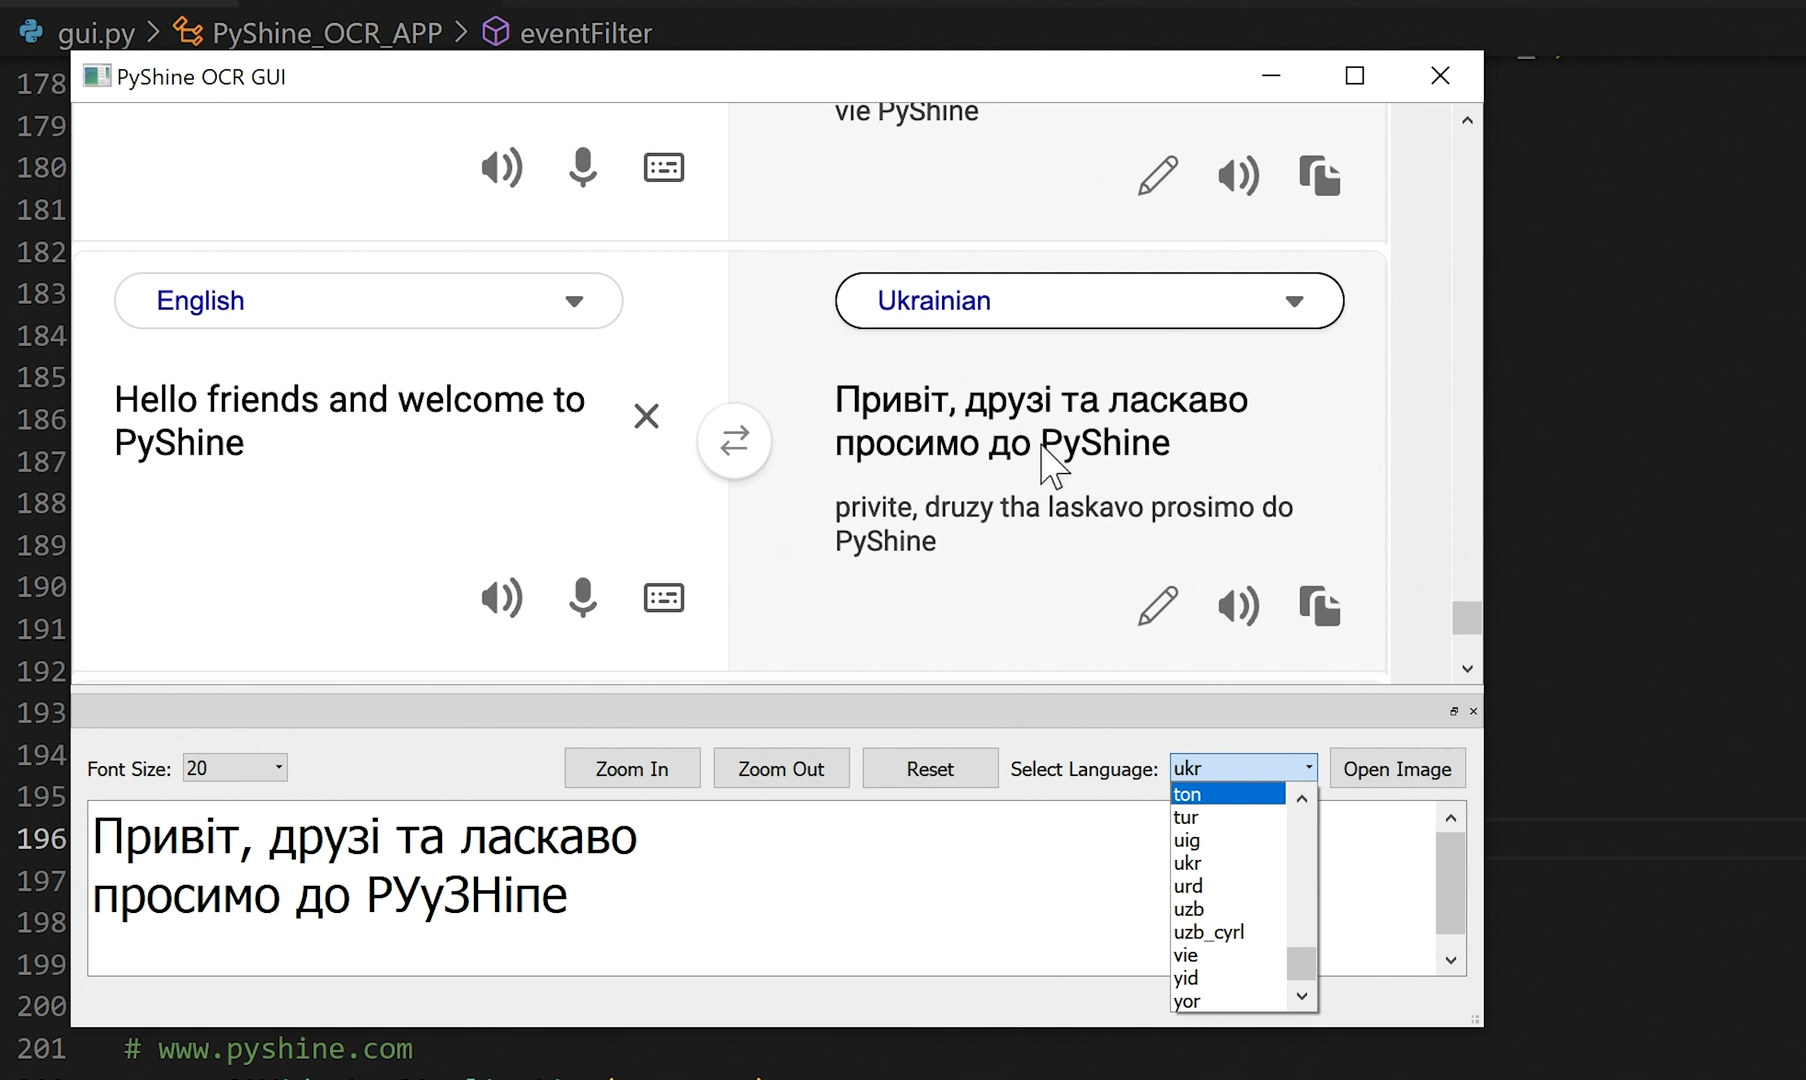 gui.py > PyShine_OCR_APP > eventFilter
178
PyShine OCR GUI
179
vie PyShine
180
181
182
183
English
Ukrainian
184
185
186
Hello friends and welcome to
PyShine
Привіт, друзі та ласкаво
просимо до PyShine
187
188
privite, druzy tha laskavo prosimo do
PyShine
189
190
191
192
193
194
Font Size: 20
Zoom In
Zoom Out
Reset
Select Language: ukr
Open Image
195
196
197
198
199
200
Привіт, друзі та ласкаво
просимо до РУуЗНіпе
ton
tur
uig
ukr
urd
uzb
uzb_cyrl
vie
yid
yor
201 # www.pyshine.com